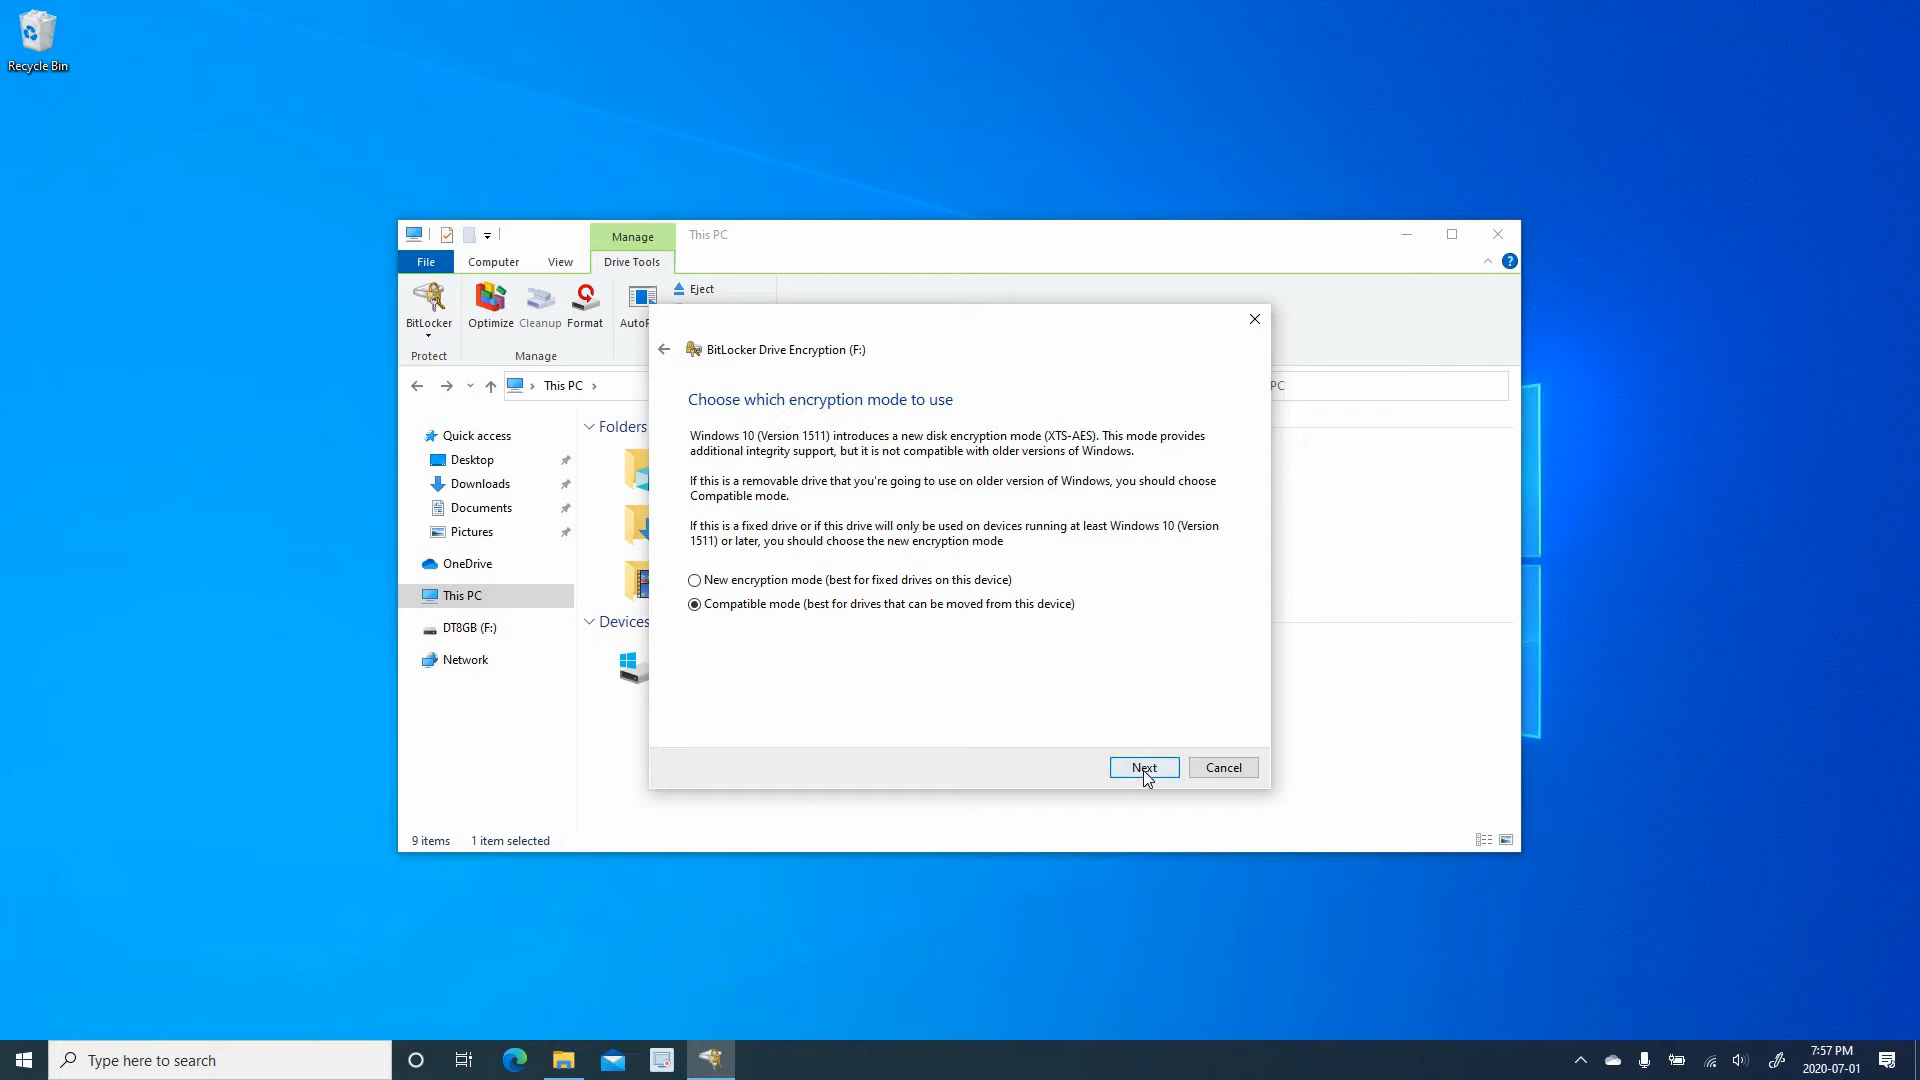 Recycle Bin
Manage
This PC
File
Computer
View
Drive Tools
BitLocker
Optimize
Cleanup
Format
Eject
Protect
Manage
This PC
PC
Quick access
Desktop
Downloads
Documents
Pictures
OneDrive
This PC
DT8GB (F:)
Network
Folders
Devices
BitLocker Drive Encryption (F:)
Choose which encryption mode to use
Windows 10 (Version 1511) introduces a new disk encryption mode (XTS-AES). This mode provides
additional integrity support, but it is not compatible with older versions of Windows.
If this is a removable drive that you're going to use on older version of Windows, you should choose
Compatible mode.
If this is a fixed drive or if this drive will only be used on devices running at least Windows 10 (Version
1511) or later, you should choose the new encryption mode
New encryption mode (best for fixed drives on this device)
Compatible mode (best for drives that can be moved from this device)
Next
Cancel
9 items
1 item selected
Type here to search
7:57 PM
2020-07-01